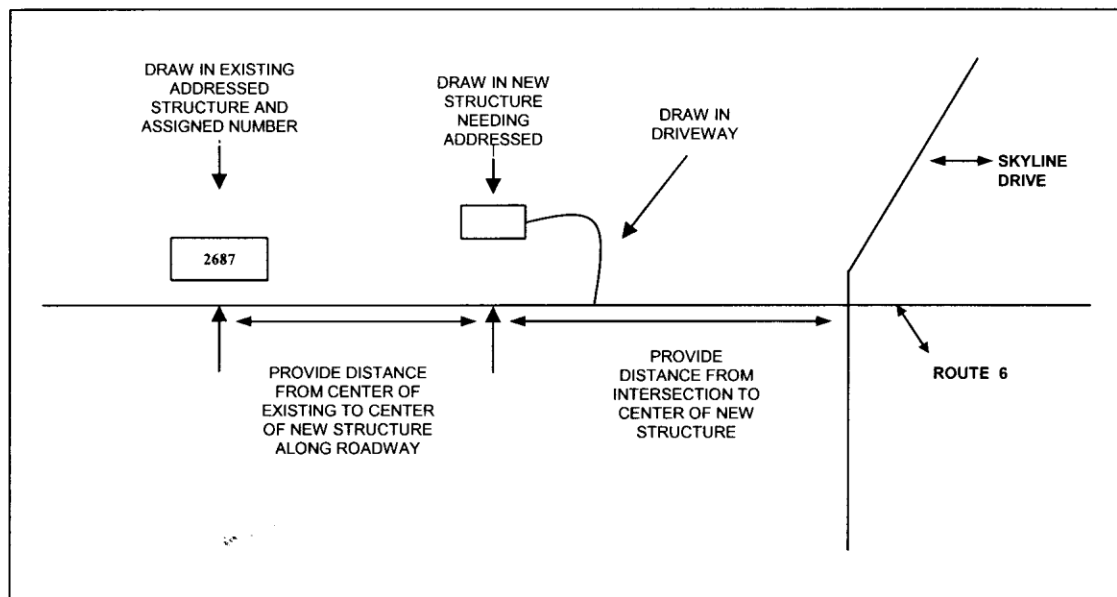 DRAW IN EXISTING
ADDRESSED
STRUCTURE AND
ASSIGNED NUMBER
DRAW IN NEW
STRUCTURE
NEEDING
ADDRESSED
DRAW IN
DRIVEWAY
SKYLINE
DRIVE
2687
PROVIDE DISTANCE
FROM CENTER OF
EXISTING TO CENTER
OF NEW STRUCTURE
ALONG ROADWAY
PROVIDE
DISTANCE FROM
INTERSECTION TO
CENTER OF NEW
STRUCTURE
ROUTE 6